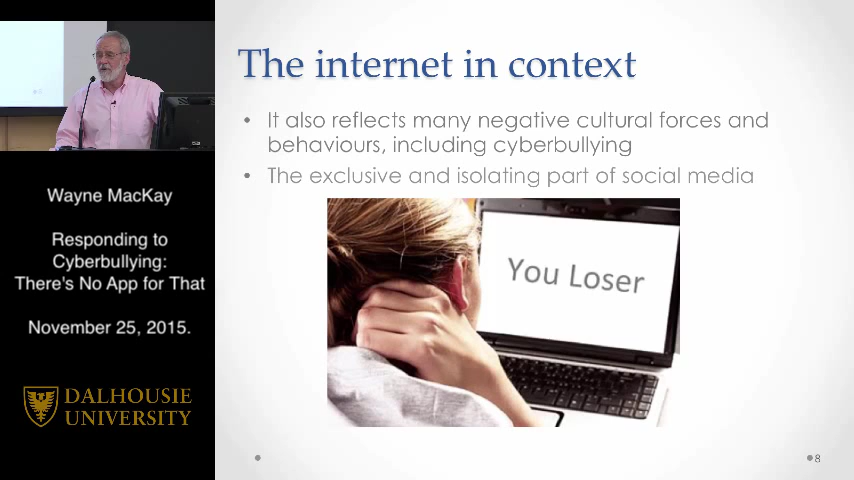 Wayne MacKay
Responding to
Cyberbullying:
There's No App for That
November 25, 2015.
DALHOUSIE
UNIVERSITY
The internet in context
• It also reflects many negative cultural forces and
behaviours, including cyberbullying
• The exclusive and isolating part of social media
You Loser
8